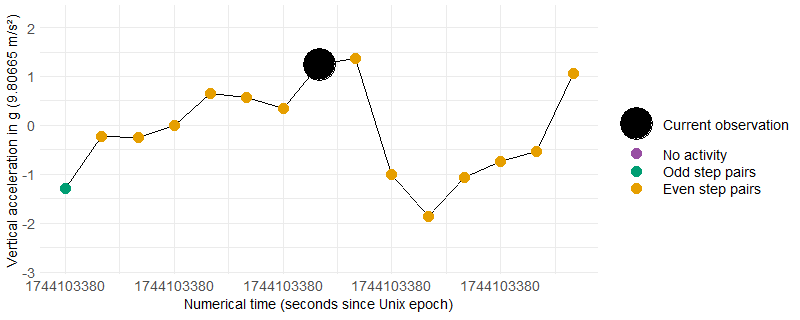 Vertical acceleration in g (9.80665 m/s²)
2
1
0
-1
-2
-3
1744103380 1744103380 1744103380 1744103380 1744103380
Numerical time (seconds since Unix epoch)
Current observation
No activity
Odd step pairs
Even step pairs